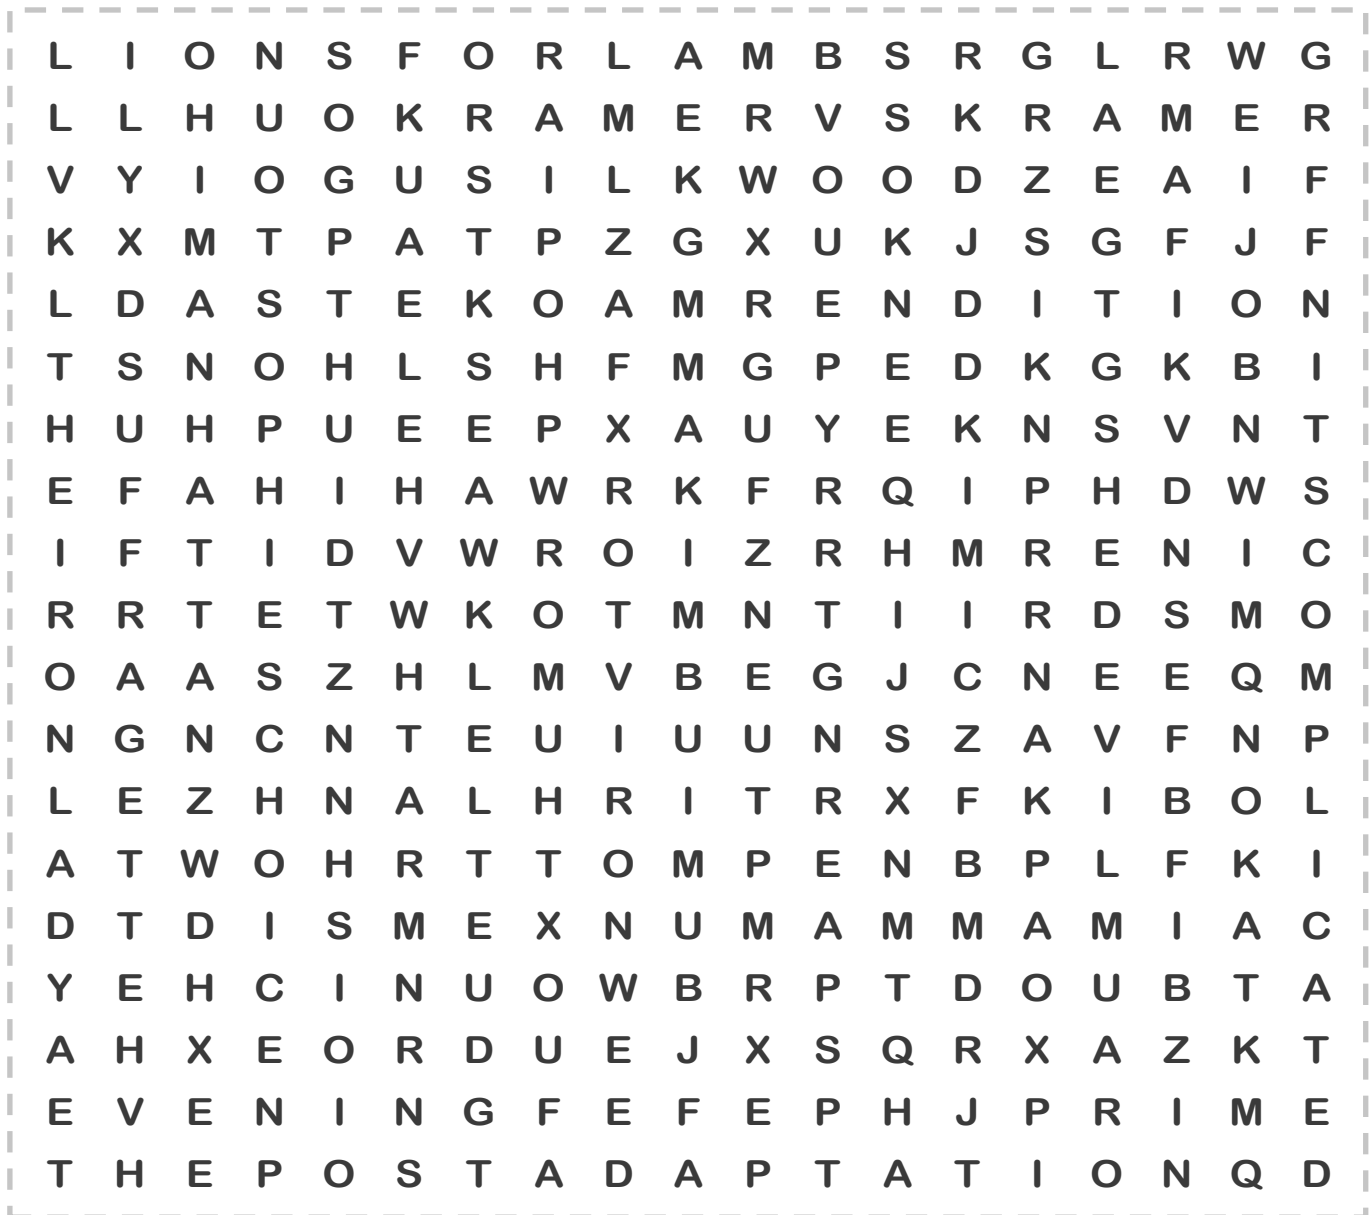 L I O N S F O R L A M B S R G L R W G
L L H U O K R A M E R V S K R A M E R
V Y I O G U S I L K W O O D Z E A I F
K X M T P A T P Z G X U K J S G F J F
L D A S T E K O A M R E N D I T I O N
T S N O H L S H F M G P E D K G K B I
H U H P U E E P X A U Y E K N S V N T
E F A H I H A W R K F R Q I P H D W S
I F T I D V W R O I Z R H M R E N I C
R R T E T W K O T M N T I I R D S M O
O A A S Z H L M V B E G J C N E E Q M
N G N C N T E U I U U N S Z A V F N P
L E Z H N A L H R I T R X F K I B O L
A T W O H R T T O M P E N B P L F K I
D T D I S M E X N U M A M M A M I A C
Y E H C I N U O W B R P T D O U B T A
A H X E O R D U E J X S Q R X A Z K T
E V E N I N G F E F E P H J P R I M E
T H E P O S T A D A P T A T I O N Q D